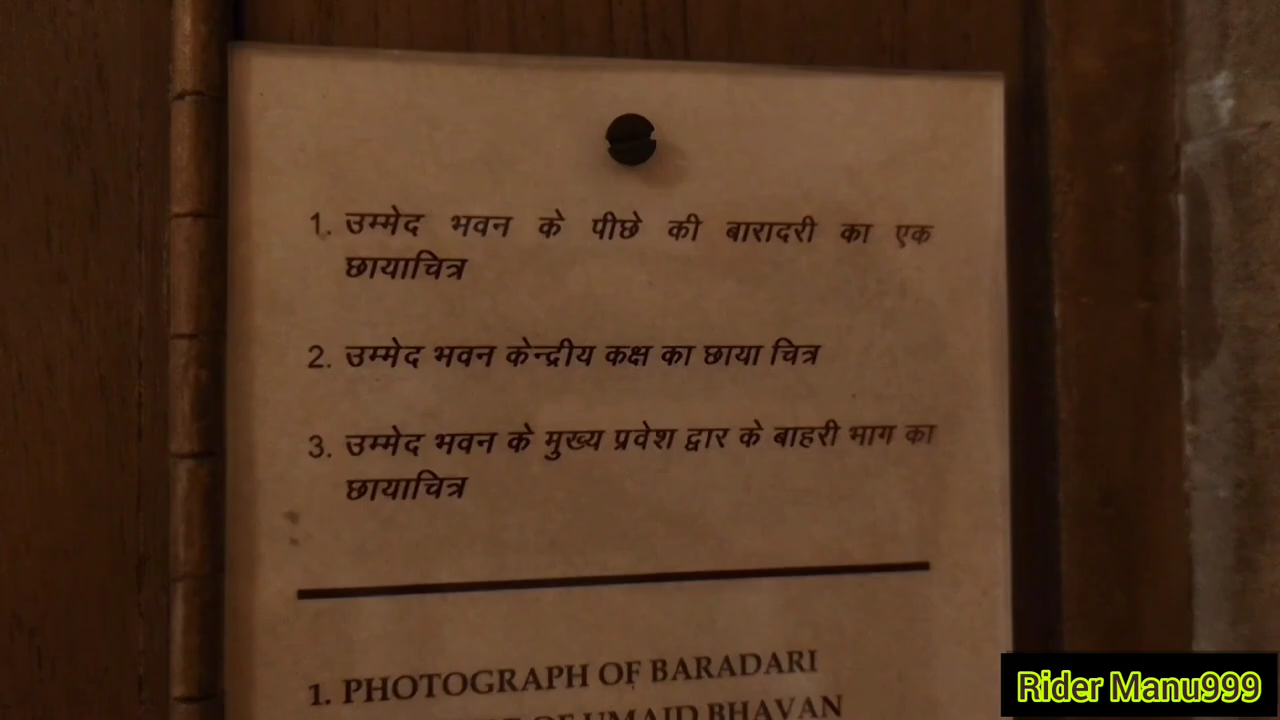 1. उम्मेद भवन के पीछे की बारादरी का एक
छायाचित्र
2. उम्मेद भवन केन्द्रीय कक्ष का छाया चित्र
3. उम्मेद भवन के मुख्य प्रवेश द्वार के बाहरी भाग का
छायाचित्र
1. PHOTOGRAPH OF BARADARI
OF UMAID BHAVAN
Rider Manu999